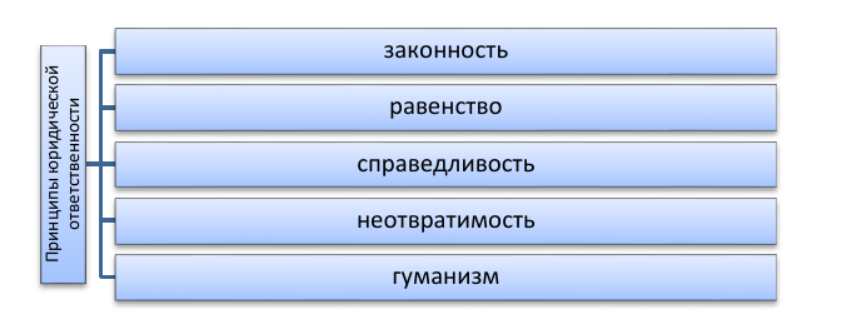 Принципы юридической
ответственности
законность
равенство
справедливость
неотвратимость
гуманизм